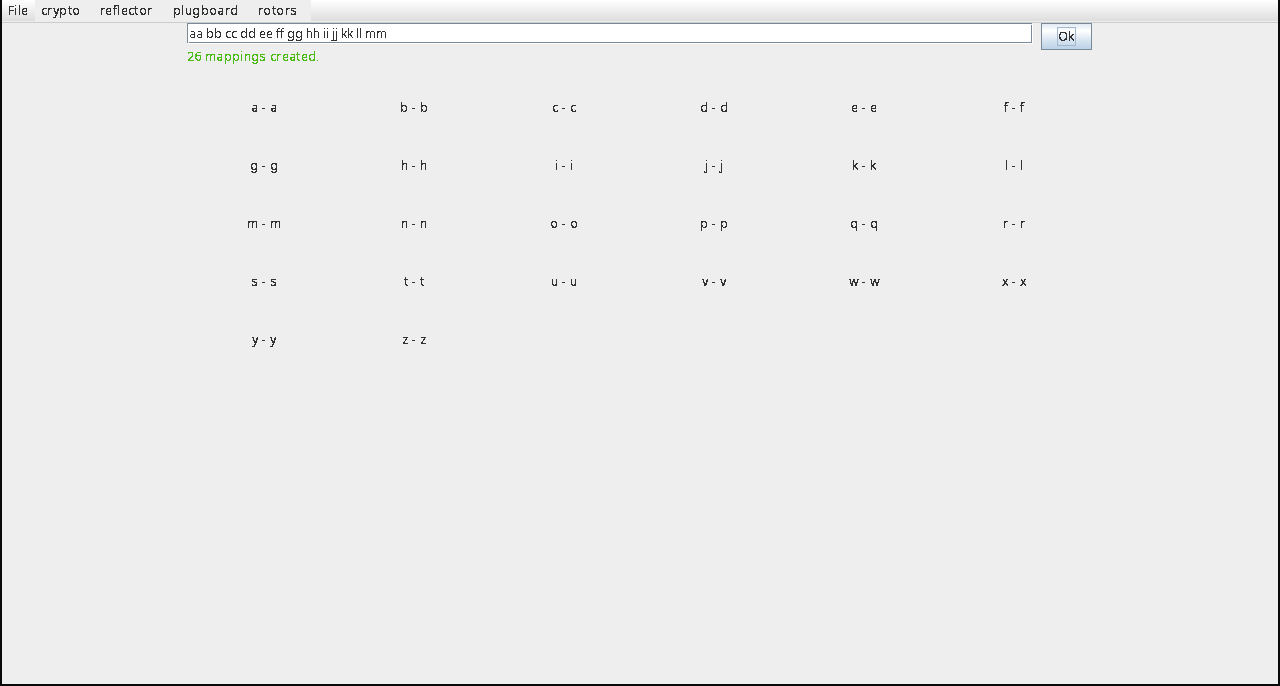 File crypto reflector plugboard rotors
aa bb cc dd ee ff gg hh ii jj kk ll mm Ok
26 mappings created.
a - a b - b c - c d - d e - e f - f
g - g h - h i - i j - j k - k l - l
m - m n - n o - o p - p q - q r - r
s - s t - t u - u v - v w - w x - x
y - y z - z